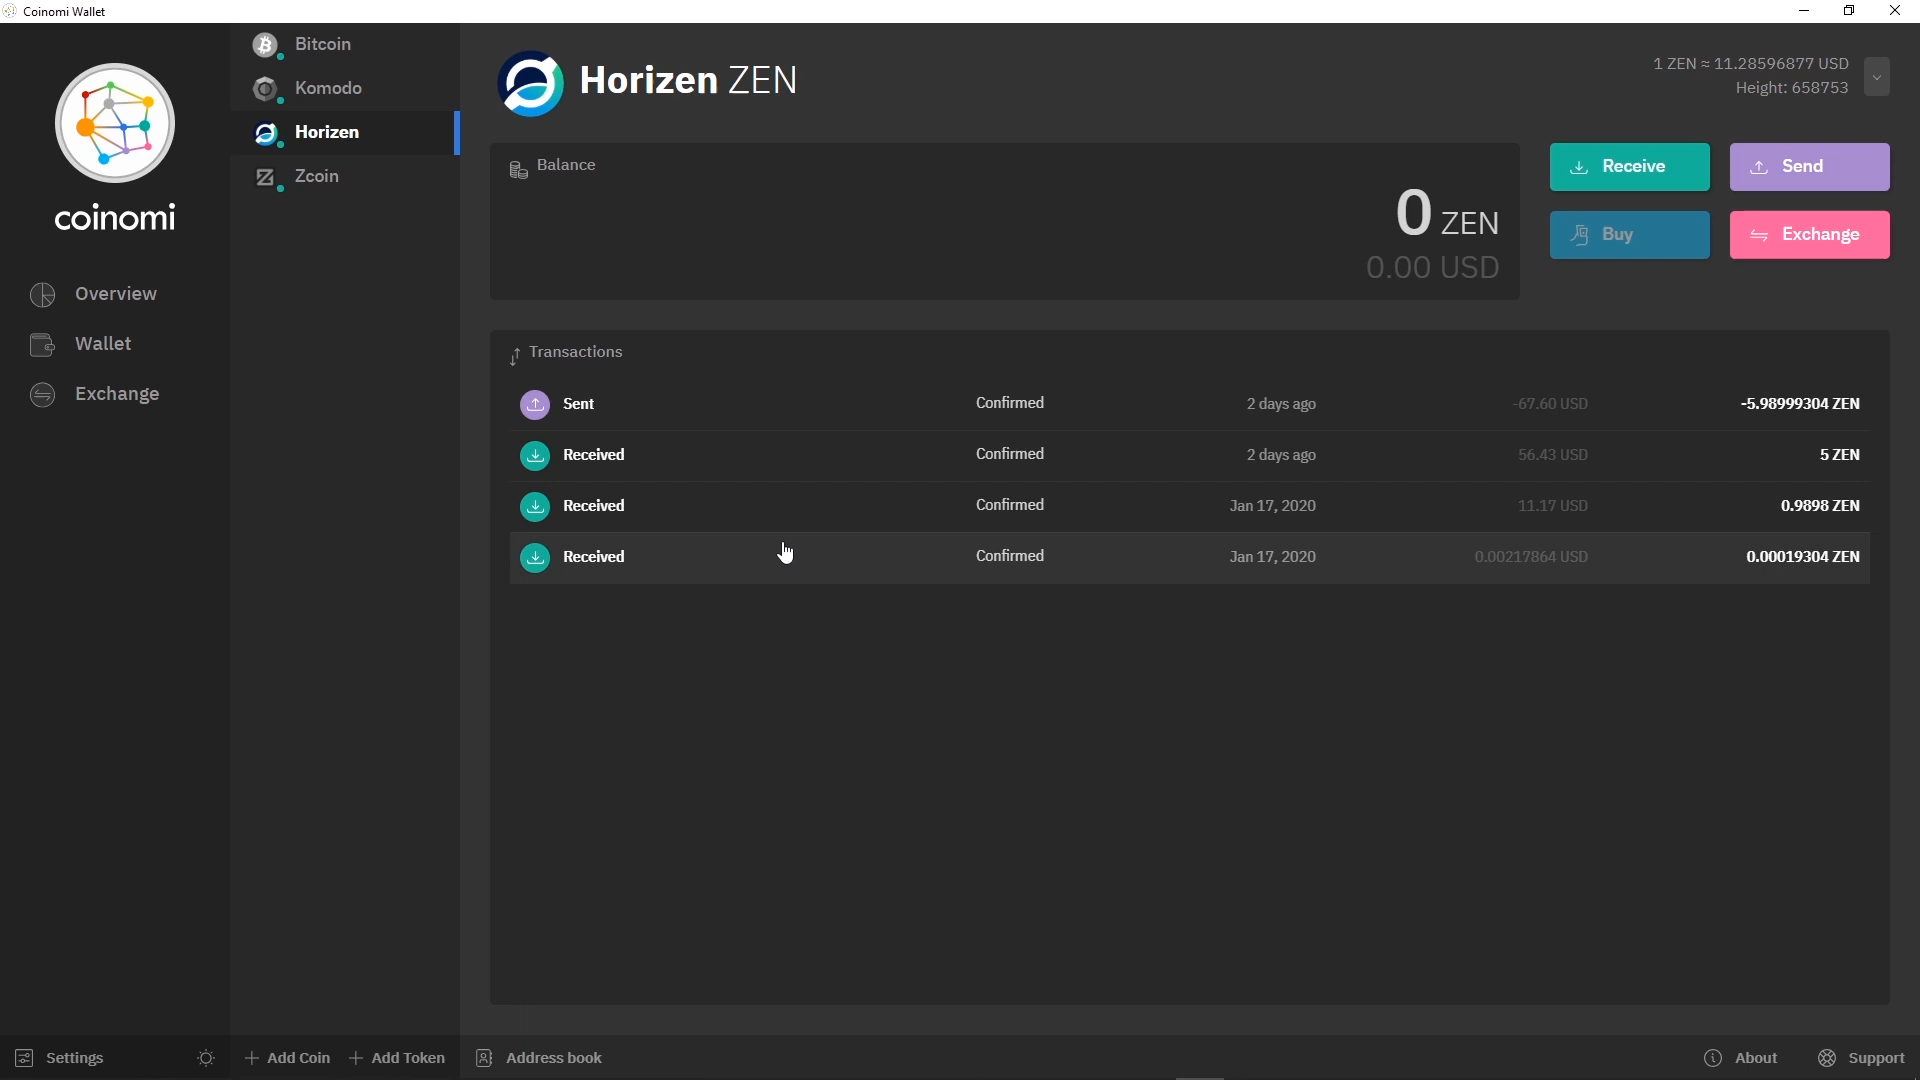 Coinomi Wallet
coinomi
Overview
Wallet
Exchange
Settings
Bitcoin
Komodo
Horizen
Zcoin
Add Coin
Add Token
Horizen ZEN
1 ZEN ≈ 11.28596877 USD
Height: 658753
Balance
0 ZEN
0.00 USD
Receive
Send
Buy
Exchange
Transactions
Sent Confirmed 2 days ago -67.60 USD -5.98999304 ZEN
Received Confirmed 2 days ago 56.43 USD 5 ZEN
Received Confirmed Jan 17, 2020 11.17 USD 0.9898 ZEN
Received Confirmed Jan 17, 2020 0.00217864 USD 0.00019304 ZEN
Address book
About
Support